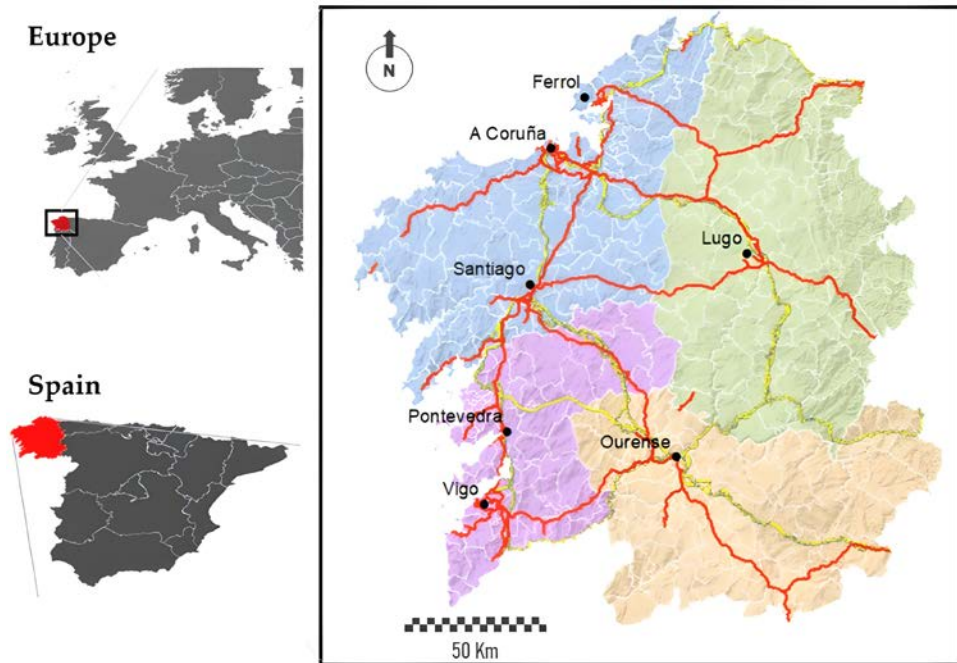 Europe
Spain
N
Ferrol
A Coruña
Lugo
Santiago
Pontevedra
Ourense
Vigo
50 Km